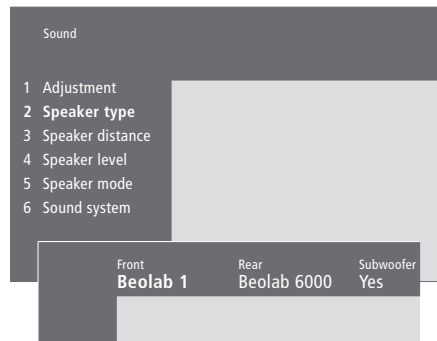 Sound
1 Adjustment
2 Speaker type
3 Speaker distance
4 Speaker level
5 Speaker mode
6 Sound system
Front Rear Subwoofer
Beolab 1 Beolab 6000 Yes